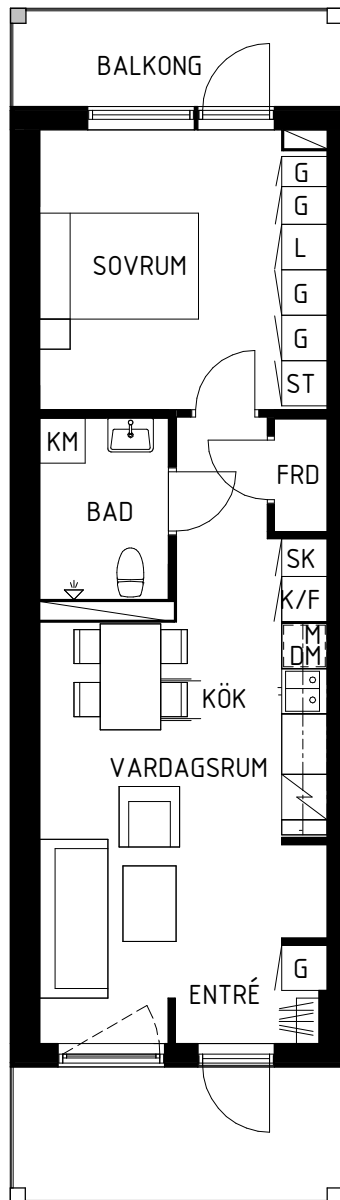 BALKONG
G
G
L
SOVRUM
G
G
ST
KM
FRD
BAD
SK
K/F
M
DM
KÖK
VARDAGSRUM
G
ENTRÉ